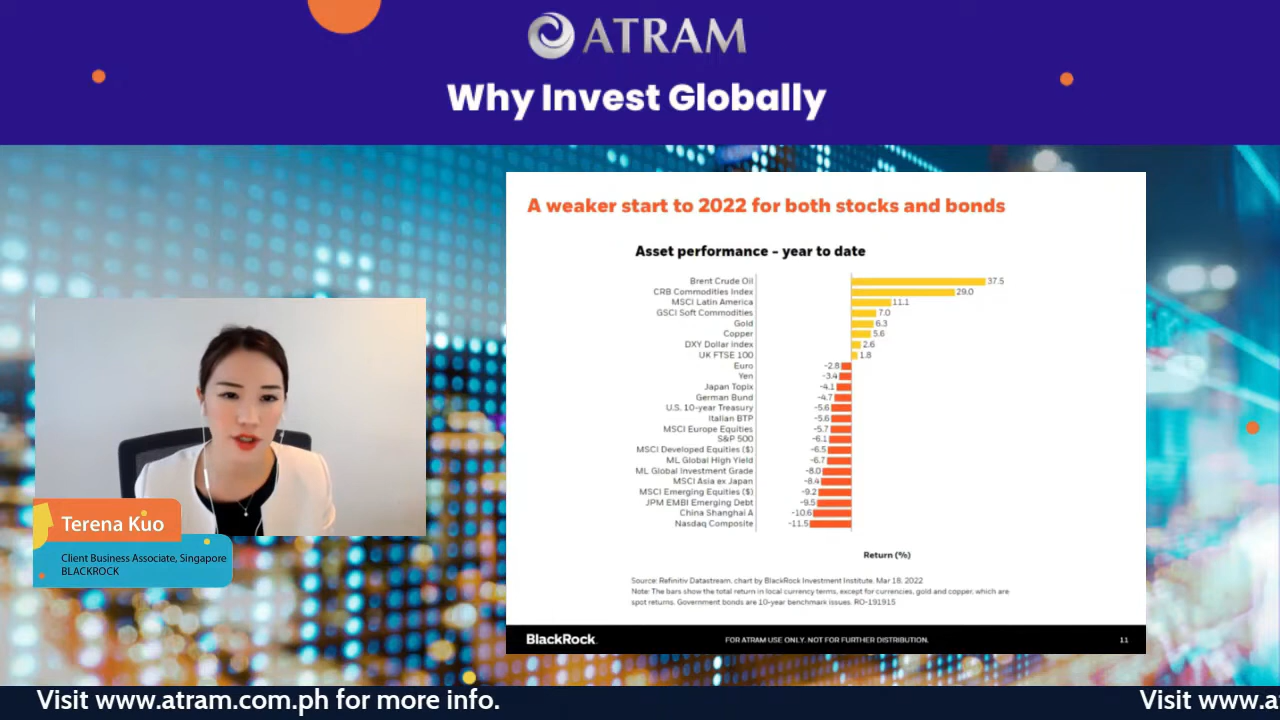 ATRAM
Why Invest Globally
A weaker start to 2022 for both stocks and bonds
Asset performance – year to date
Brent Crude Oil 37.5
CRB Commodities Index 29.0
MSCI Latin America 11.1
GSCI Soft Commodities 7.0
Gold 6.3
Copper 5.6
DXY Dollar Index 2.6
UK FTSE 100 1.8
Euro -2.8
Yen -3.4
Japan Topix -4.1
German Bund -4.7
U.S. 10-year Treasury -5.6
Italian BTP -5.6
MSCI Europe Equities -5.7
S&P 500 -6.1
MSCI Developed Equities ($) -6.5
ML Global High Yield -6.7
ML Global Investment Grade -8.0
MSCI Asia ex Japan -8.4
MSCI Emerging Equities ($) -9.2
JPM EMBI Emerging Debt -9.5
China Shanghai A -10.6
Nasdaq Composite -11.5
Return (%)
Source: Refinitiv Datastream, chart by BlackRock Investment Institute, Mar 18, 2022
Note: The bars show the total return in local currency terms, except for currencies, gold and copper, which are
spot returns. Government bonds are 10-year benchmark issues. RO-191915
BlackRock.
FOR ATRAM USE ONLY. NOT FOR FURTHER DISTRIBUTION.
11
Terena Kuo
Client Business Associate, Singapore
BLACKROCK
Visit www.atram.com.ph for more info.
Visit www.a